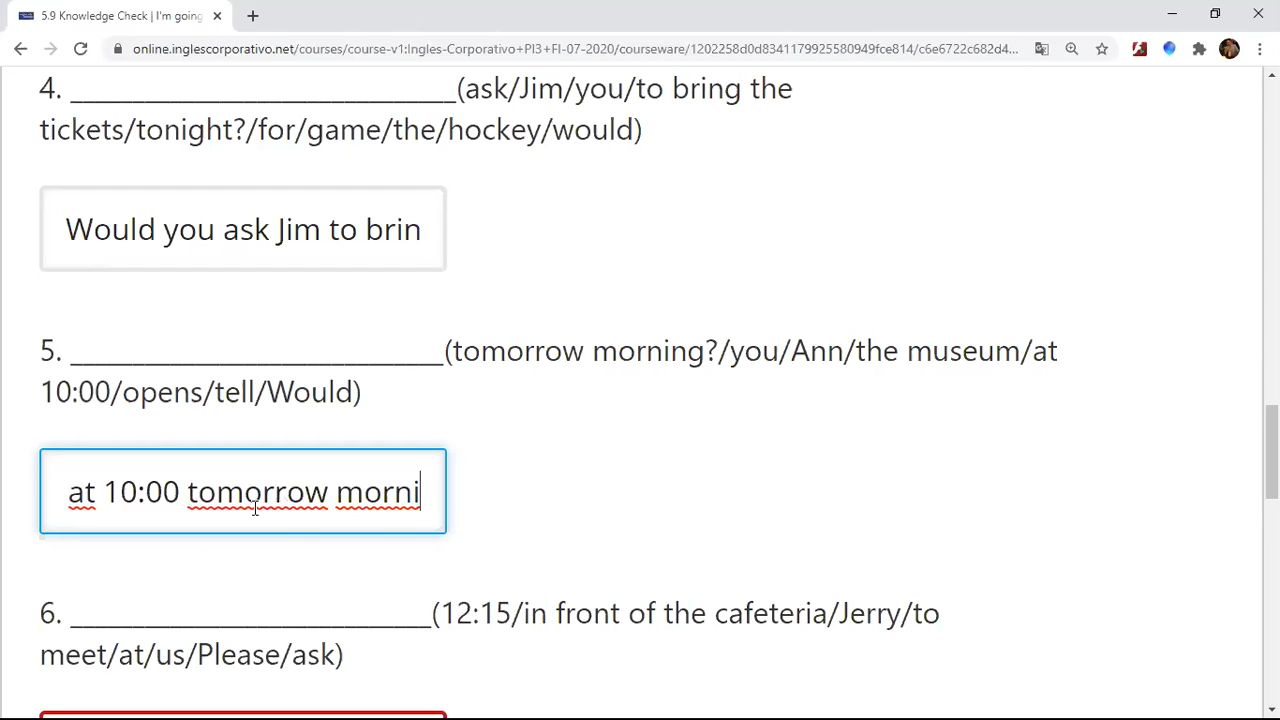 5.9 Knowledge Check | I'm going
online.inglescorporativo.net/courses/course-v1:Ingles-Corporativo+PI3+FI-07-2020/courseware/1202258d0d8341179925580949fce814/c6e6722c682d4...
4. ______________________________(ask/Jim/you/to bring the
tickets/tonight?/for/game/the/hockey/would)
Would you ask Jim to brin
5. _____________________________(tomorrow morning?/you/Ann/the museum/at
10:00/opens/tell/Would)
at 10:00 tomorrow morni
6. ____________________________(12:15/in front of the cafeteria/Jerry/to
meet/at/us/Please/ask)